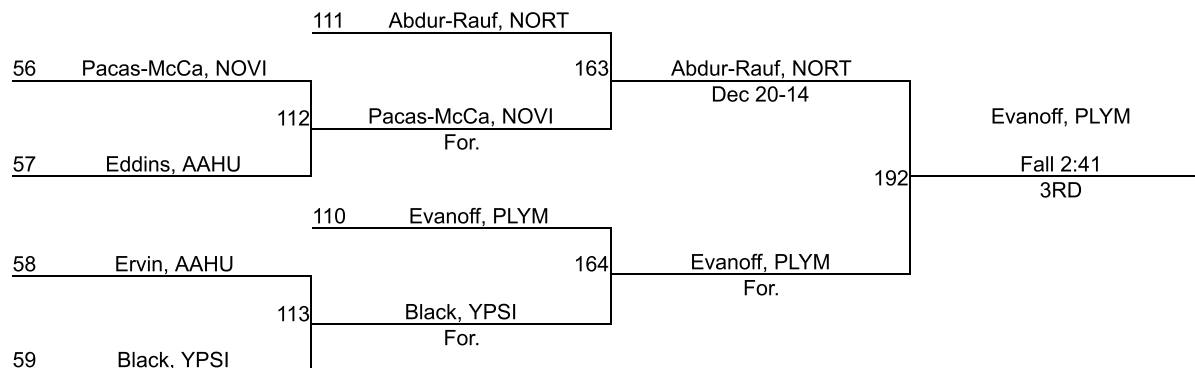 111 Abdur-Rauf, NORT
56 Pacas-McCa, NOVI
163 Abdur-Rauf, NORT
Dec 20-14
112 Pacas-McCa, NOVI
For.
Evanoff, PLYM
57 Eddins, AAHU
Fall 2:41
192
3RD
110 Evanoff, PLYM
58 Ervin, AAHU
164 Evanoff, PLYM
For.
113 Black, YPSI
For.
59 Black, YPSI